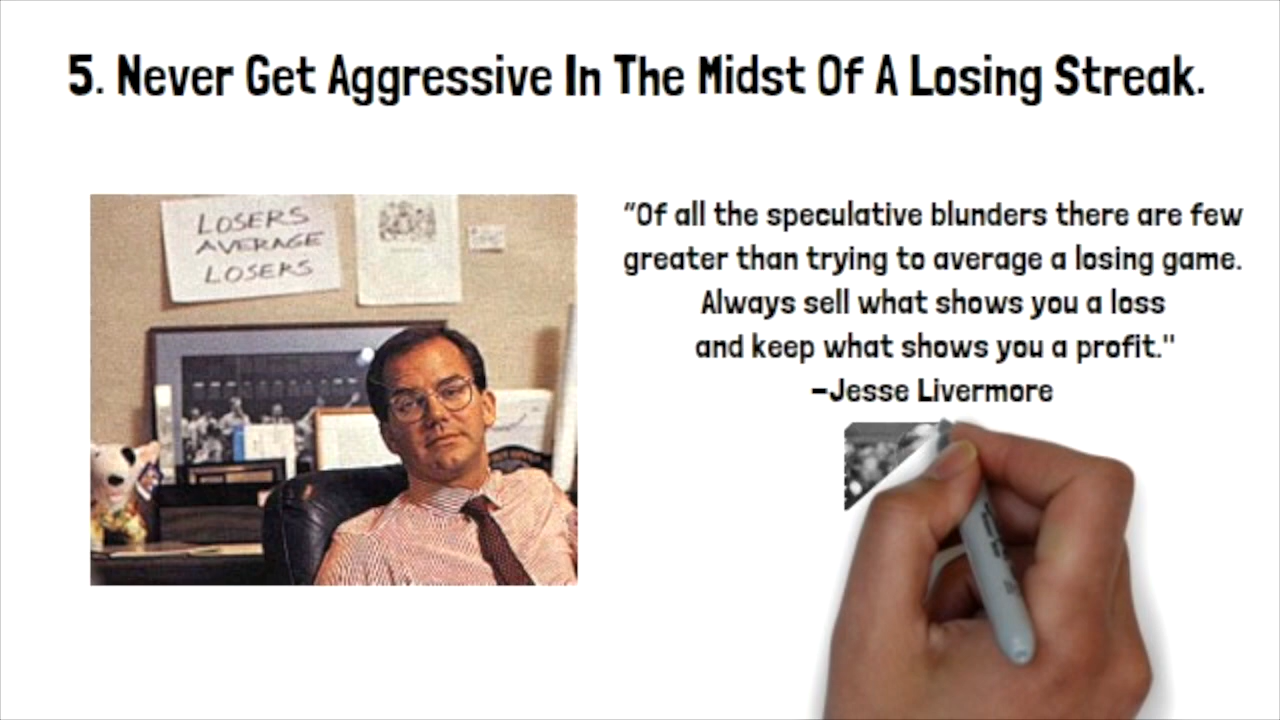 5. Never Get Aggressive In The Midst Of A Losing Streak.
LOSERS
AVERAGE
LOSERS
"Of all the speculative blunders there are few
greater than trying to average a losing game.
Always sell what shows you a loss
and keep what shows you a profit."
–Jesse Livermore